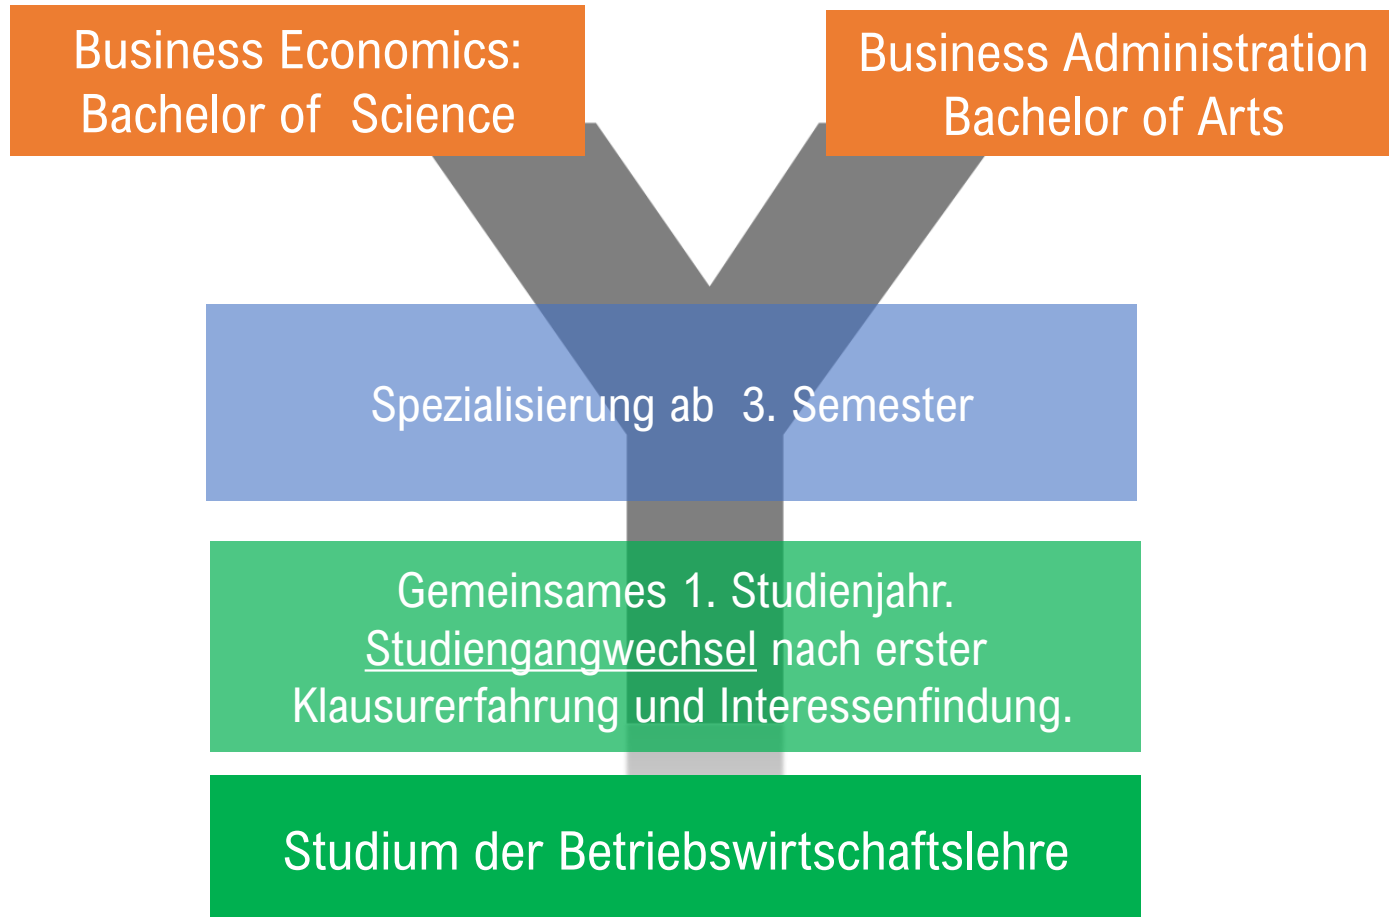 Business Economics:
Bachelor of  Science
Business Administration
Bachelor of Arts
Spezialisierung ab  3. Semester
Gemeinsames 1. Studienjahr.
Studiengangwechsel nach erster
Klausurerfahrung und Interessenfindung.
Studium der Betriebswirtschaftslehre